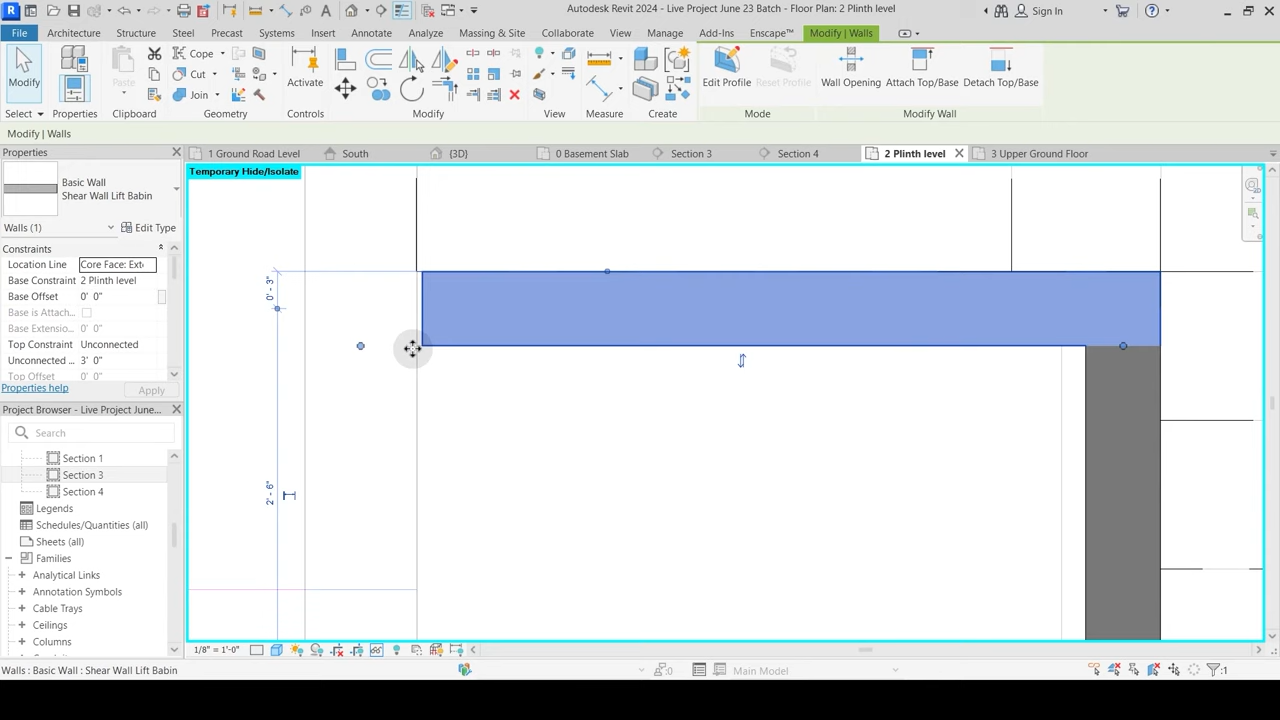 Autodesk Revit 2024 - Live Project June 23 Batch - Floor Plan: 2 Plinth level
Sign In
File Architecture Structure Steel Precast Systems Insert Annotate Analyze Massing & Site Collaborate View Manage Add-Ins Enscape™ Modify | Walls
Modify
Cope
Cut
Join
Paste
Activate
Edit Profile
Reset Profile
Wall Opening
Attach Top/Base
Detach Top/Base
Select Properties Clipboard Geometry Controls Modify View Measure Create Mode Modify Wall
Modify | Walls
Properties
1 Ground Road Level South {3D} 0 Basement Slab Section 3 Section 4 2 Plinth level 3 Upper Ground Floor
Temporary Hide/Isolate
Basic Wall
Shear Wall Lift Babin
Walls (1) Edit Type
Constraints
Location Line Core Face: Ext
Base Constraint 2 Plinth level
Base Offset 0' 0"
Base is Attach...
Base Extensio... 0' 0"
Top Constraint Unconnected
Unconnected ... 3' 0"
Top Offset 0' 0"
Properties help Apply
0' - 3"
2' - 6"
Project Browser - Live Project June...
Search
Section 1
Section 3
Section 4
Legends
Schedules/Quantities (all)
Sheets (all)
Families
Analytical Links
Annotation Symbols
Cable Trays
Ceilings
Columns
1/8" = 1'-0"
Walls : Basic Wall : Shear Wall Lift Babin
:0
Main Model
:1